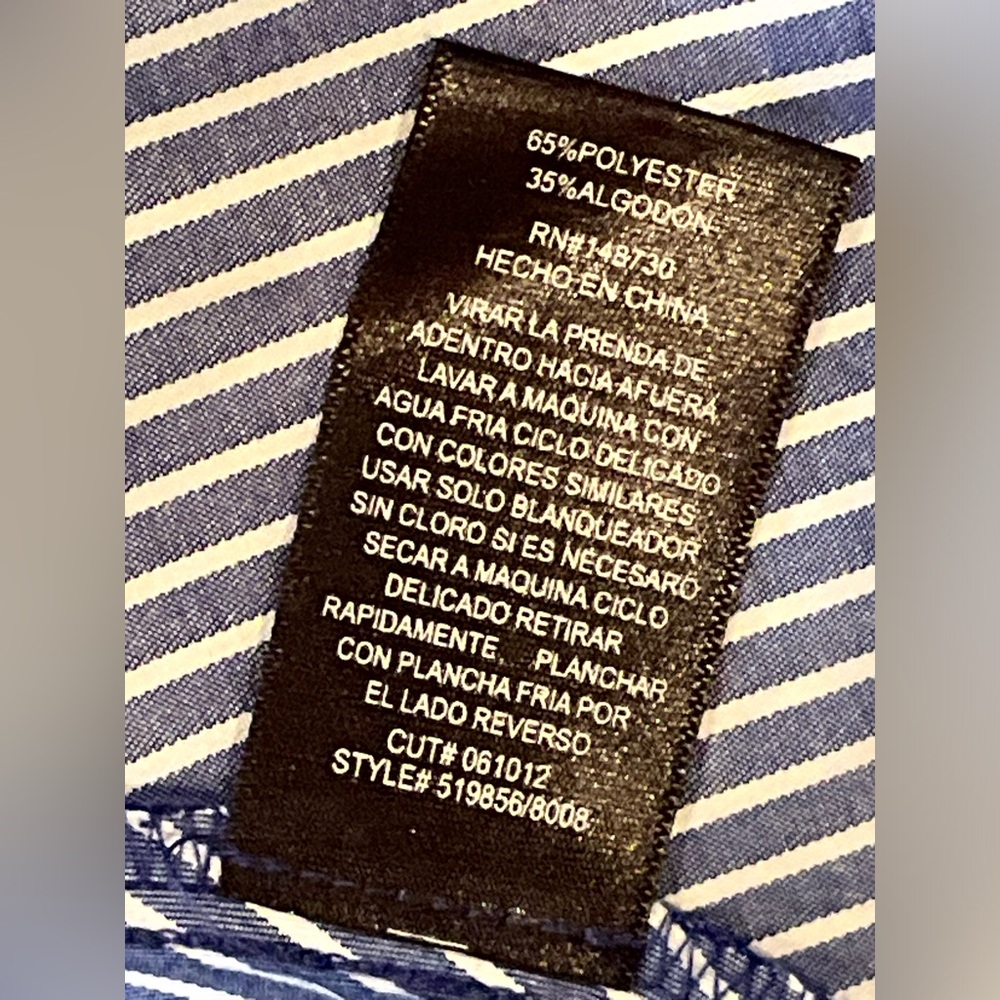 65%POLYESTER
35%ALGODON
RN#148730
HECHO EN CHINA
VIRAR LA PRENDA DE
ADENTRO HACIA AFUERA
LAVAR A MAQUINA CON
AGUA FRIA CICLO DELICADO
CON COLORES SIMILARES
USAR SOLO BLANQUEADOR
SIN CLORO SI ES NECESARO
SECAR A MAQUINA CICLO
DELICADO RETIRAR
RAPIDAMENTE. PLANCHAR
CON PLANCHA FRIA POR
EL LADO REVERSO
CUT# 061012
STYLE# 519856/8008